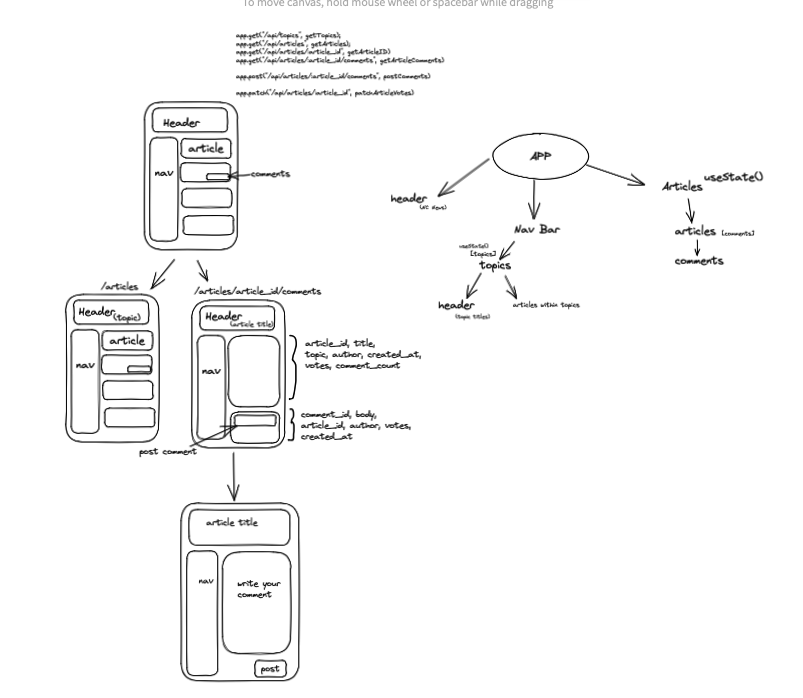 To move canvas, hold mouse wheel or spacebar while dragging
app.get("/api/topics", getTopics);
app.get("/api/articles", getArticles);
app.get("/api/articles/article_id", getArticleID)
app.get("/api/articles/article_id/comments", getArticleComments)
app.post("/api/articles/article_id/comments", postComments)
app.patch("/api/articles/article_id", patchArticleVotes)
Header
article
nav
comments
/articles
Header
(topic)
article
nav
/articles/article_id/comments
Header
(article title)
nav
article_id, title,
topic, author, created_at,
votes, comment_count
comment_id, body,
article_id, author, votes,
created_at
post comment
article title
nav
write your
comment
post
APP
header
(NC News)
Nav Bar
useState()
[topics]
topics
header
(topic titles)
articles within topics
Articles
useState()
articles [comments]
comments